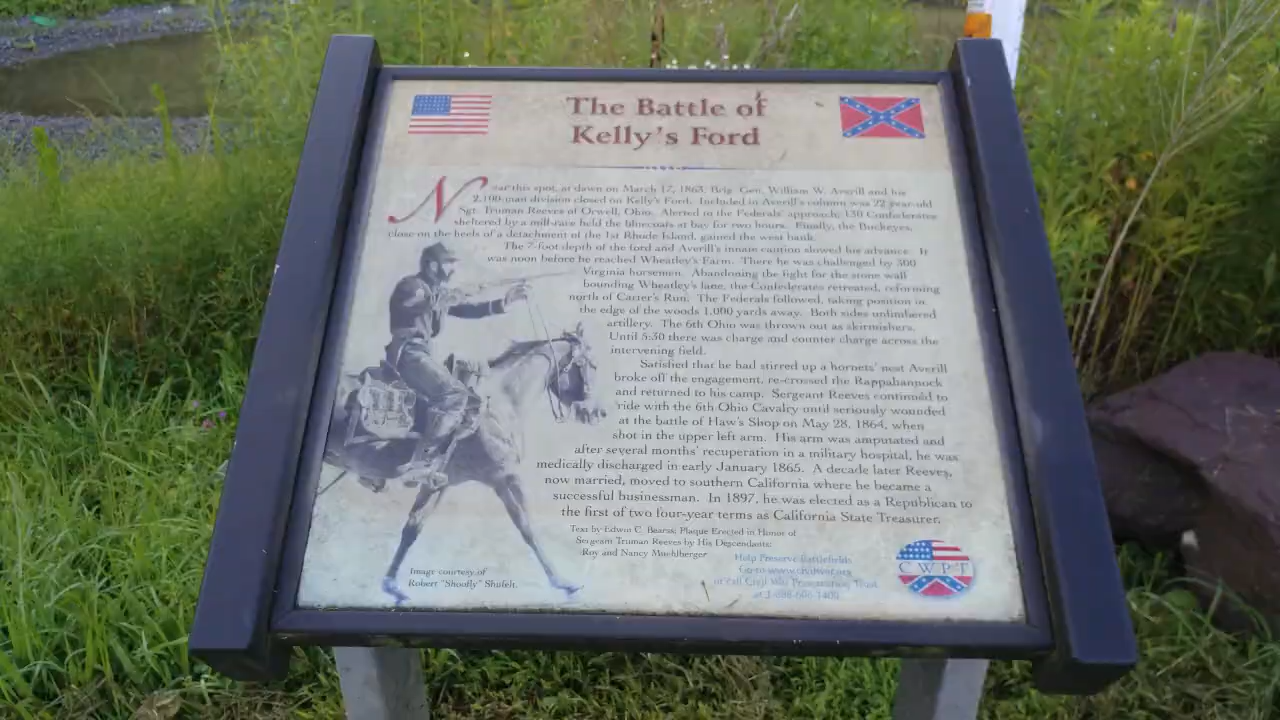 The Battle of
Kelly's Ford
Near this spot, at dawn on March 17, 1863, Brig. Gen. William W. Averill and his
2,100-man division closed on Kelly's Ford. Included in Averill's column was 22 year-old
Sgt. Truman Reeves of Orwell, Ohio. Alerted to the Federals' approach, 130 Confederates
sheltered by a mill-race held the bluecoats at bay for two hours. Finally, the Buckeyes,
close on the heels of a detachment of the 1st Rhode Island, gained the west bank.
The 7-foot depth of the ford and Averill's innate caution slowed his advance. It
was noon before he reached Wheatley's Farm. There he was challenged by 500
Virginia horsemen. Abandoning the fight for the stone wall
bounding Wheatley's lane, the Confederates retreated, reforming
north of Carter's Run. The Federals followed, taking position in
the edge of the woods 1,000 yards away. Both sides unlimbered
artillery. The 6th Ohio was thrown out as skirmishers.
Until 5:30 there was charge and counter charge across the
intervening field.
Satisfied that he had stirred up a hornets' nest Averill
broke off the engagement, re-crossed the Rappahannock
and returned to his camp. Sergeant Reeves continued to
ride with the 6th Ohio Cavalry until seriously wounded
at the battle of Haw's Shop on May 28, 1864, when
shot in the upper left arm. His arm was amputated and
after several months' recuperation in a military hospital, he was
medically discharged in early January 1865. A decade later Reeves,
now married, moved to southern California where he became a
successful businessman. In 1897, he was elected as a Republican to
the first of two four-year terms as California State Treasurer.
Text by Edwin C. Bearss; Plaque Erected in Honor of
Sergeant Truman Reeves by His Descendants:
Roy and Nancy Muehlberger
Image courtesy of
Robert "Shoofly" Shufelt.
Help Preserve Battlefields.
Go to www.civilwar.org
or call Civil War Preservation Trust
at 1-888-606-1400.
CWPT